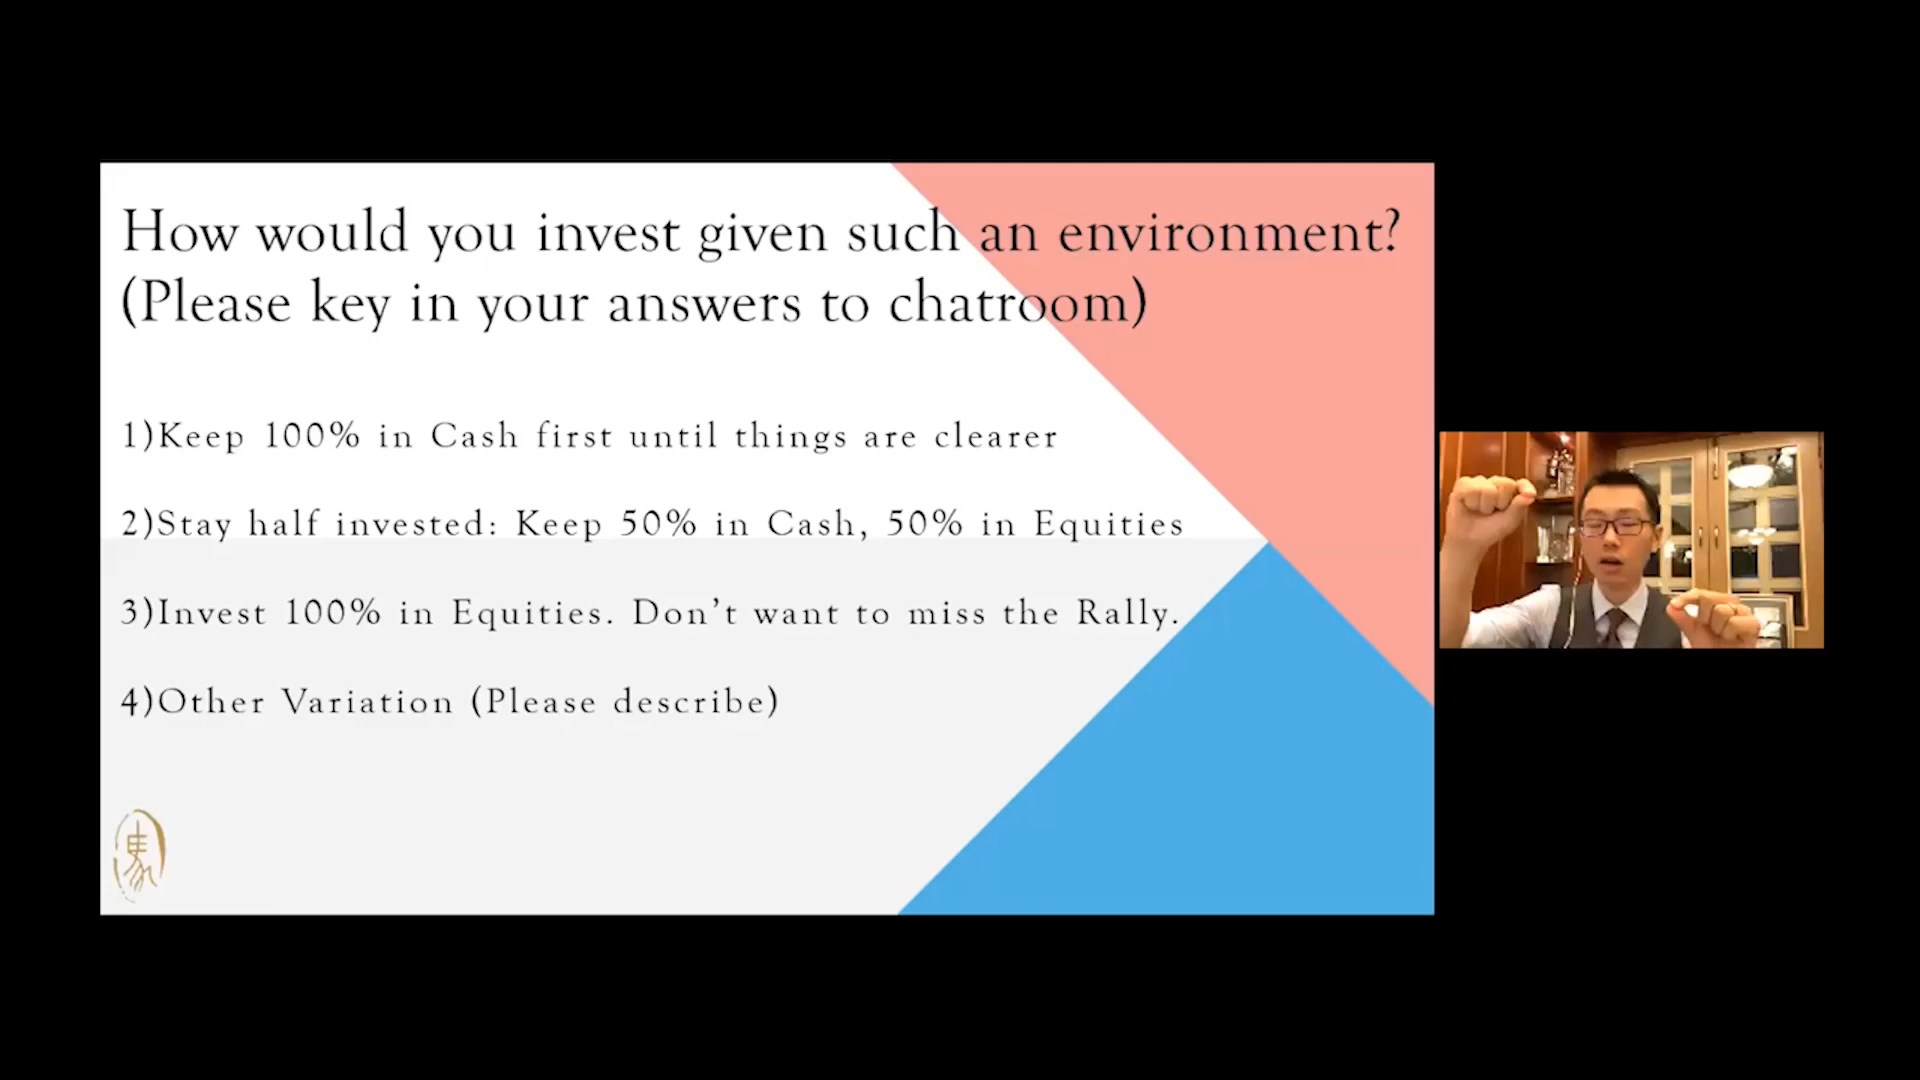 How would you invest given such an environment?
(Please key in your answers to chatroom)
1)Keep 100% in Cash first until things are clearer
2)Stay half invested: Keep 50% in Cash, 50% in Equities
3)Invest 100% in Equities. Don’t want to miss the Rally.
4)Other Variation (Please describe)